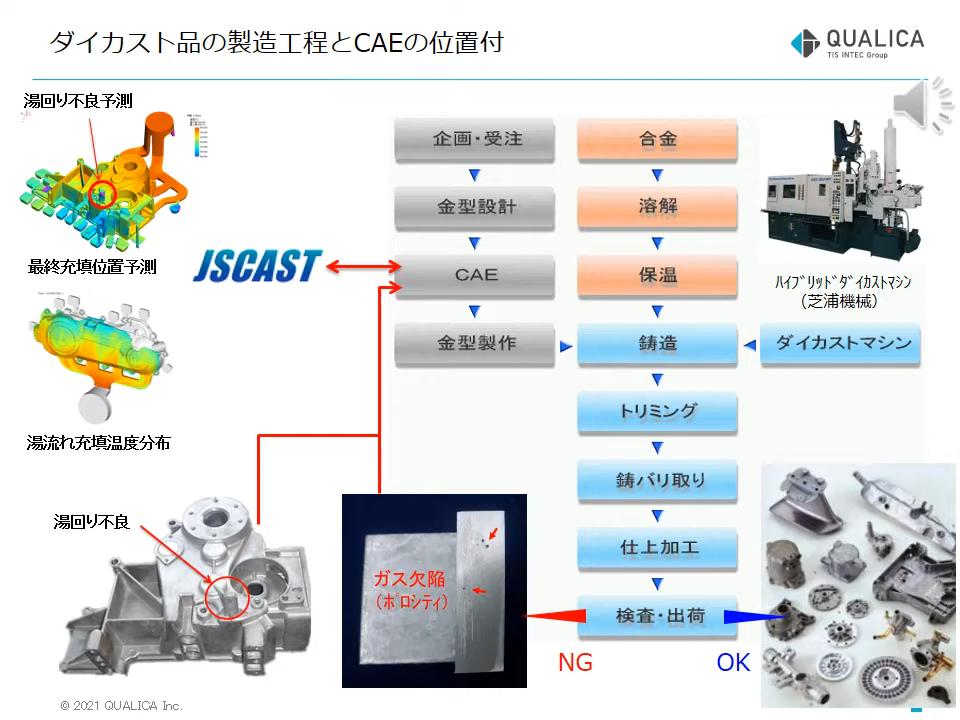 ダイカスト品の製造工程とCAEの位置付
QUALICA
TIS INTEC Group
湯回り不良予測
最終充填位置予測
湯流れ充填温度分布
JSCAST
企画・受注
金型設計
CAE
金型製作
合金
溶解
保温
鋳造
トリミング
鋳バリ取り
仕上加工
検査・出荷
ダイカストマシン
ﾊｲﾌﾞﾘｯﾄﾞﾀﾞｲｶｽﾄﾏｼﾝ
（芝浦機械）
湯回り不良
ガス欠陥
（ﾎﾟﾛｼﾃｨ）
NG
OK
© 2021 QUALICA Inc.